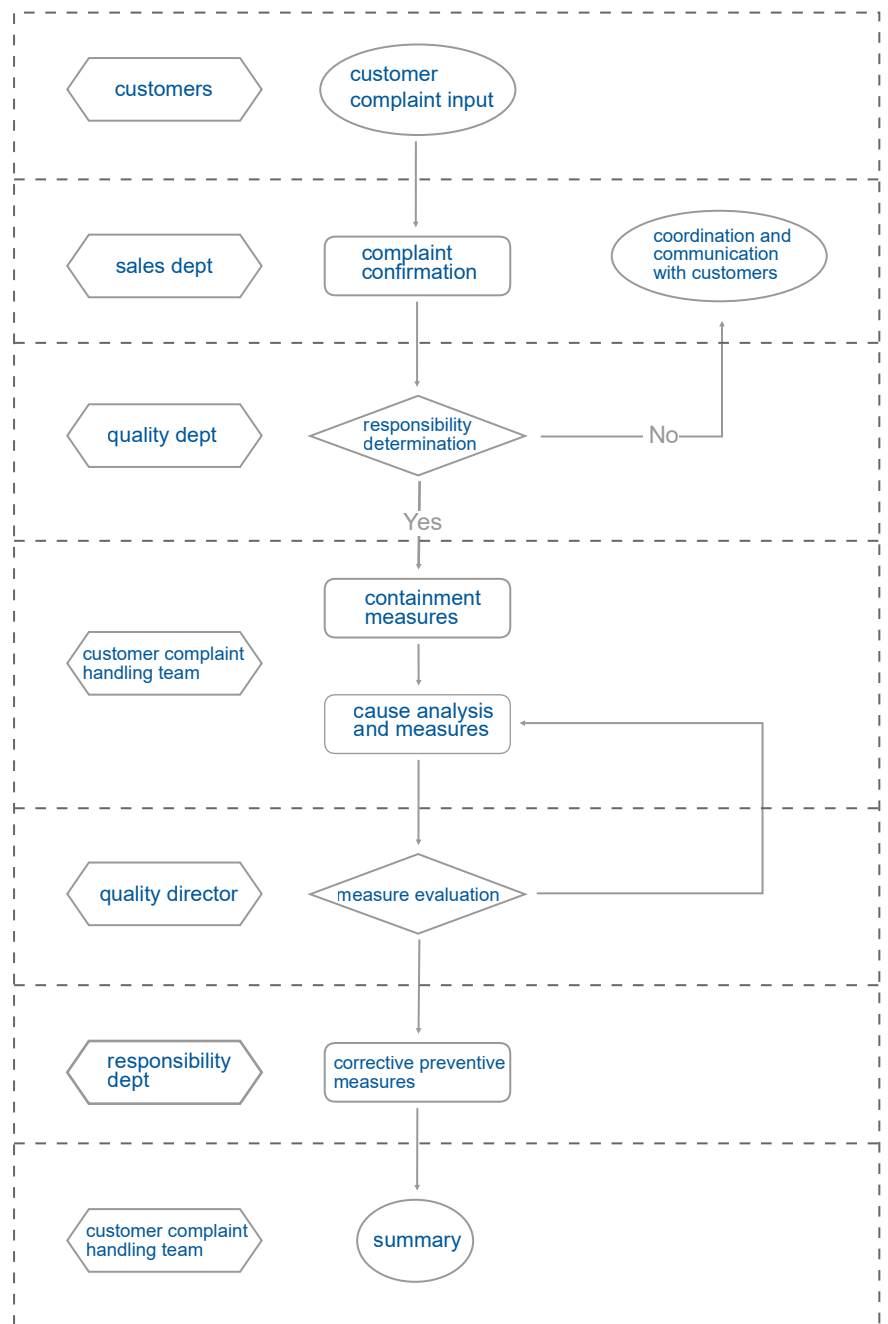 customers
customer
complaint input
sales dept
complaint
confirmation
coordination and
communication
with customers
quality dept
responsibility
determination
No
Yes
containment
measures
customer complaint
handling team
cause analysis
and measures
quality director
measure evaluation
responsibility
dept
corrective preventive
measures
customer complaint
handling team
summary